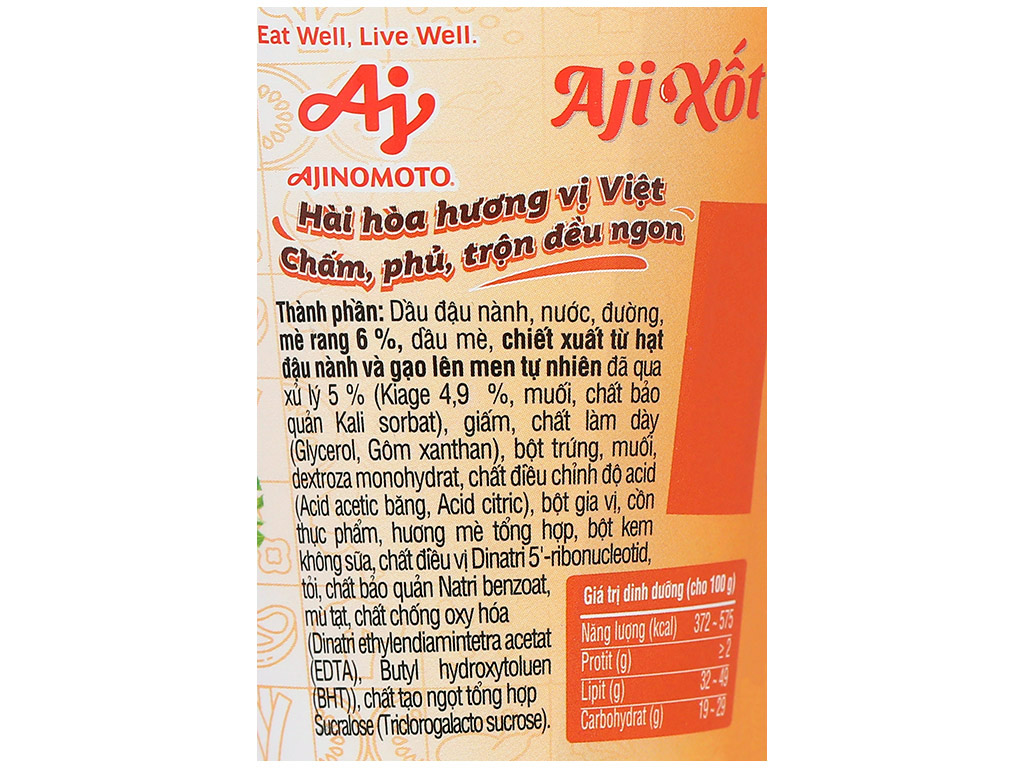 Eat Well, Live Well.
Aji Xốt
Aj
AJINOMOTO®
Hài hòa hương vị Việt
Chấm, phủ, trộn đều ngon
Thành phần: Dầu đậu nành, nước, đường,
mè rang 6 %, dầu mè, chiết xuất từ hạt
đậu nành và gạo lên men tự nhiên đã qua
xử lý 5 % (Kiage 4,9 %, muối, chất bảo
quản Kali sorbat), giấm, chất làm dày
(Glycerol, Gôm xanthan), bột trứng, muối,
dextroza monohydrat, chất điều chỉnh độ acid
(Acid acetic băng, Acid citric), bột gia vị, cồn
thực phẩm, hương mè tổng hợp, bột kem
không sữa, chất điều vị Dinatri 5'-ribonucleotid,
tỏi, chất bảo quản Natri benzoat,
mù tạt, chất chống oxy hóa
(Dinatri ethylendiamintetra acetat
(EDTA), Butyl hydroxytoluen
(BHT)), chất tạo ngọt tổng hợp
Sucralose (Triclorogalacto sucrose).
Giá trị dinh dưỡng (cho 100 g)
Năng lượng (kcal) 372 - 575
Protit (g) ≥ 2
Lipit (g) 32 - 49
Carbohydrat (g) 19 - 29